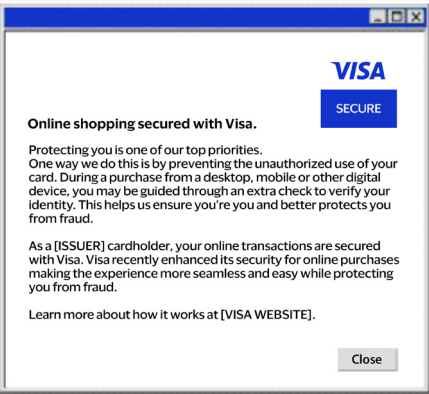 VISA
SECURE
Online shopping secured with Visa.
Protecting you is one of our top priorities.
One way we do this is by preventing the unauthorized use of your
card. During a purchase from a desktop, mobile or other digital
device, you may be guided through an extra check to verify your
identity. This helps us ensure you're you and better protects you
from fraud.
As a [ISSUER] cardholder, your online transactions are secured
with Visa. Visa recently enhanced its security for online purchases
making the experience more seamless and easy while protecting
you from fraud.
Learn more about how it works at [VISA WEBSITE].
Close